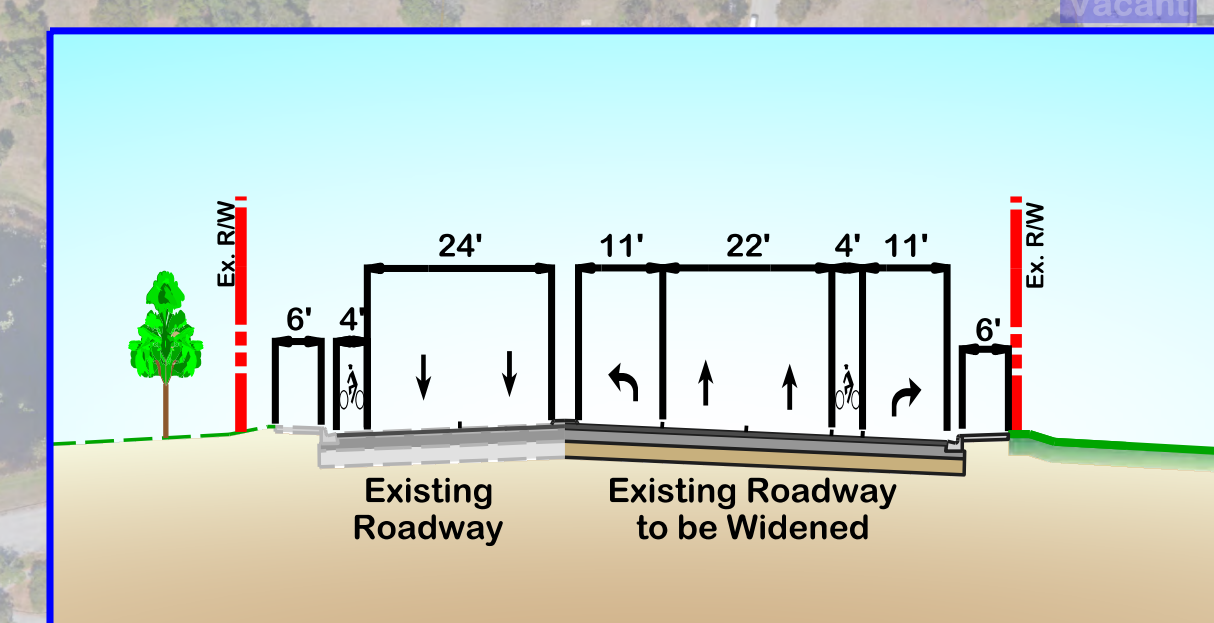 Vacant
Ex. R/W
Ex. R/W
24'
11'
22'
4'
11'
6'
4'
6'
Existing
Roadway
Existing Roadway
to be Widened